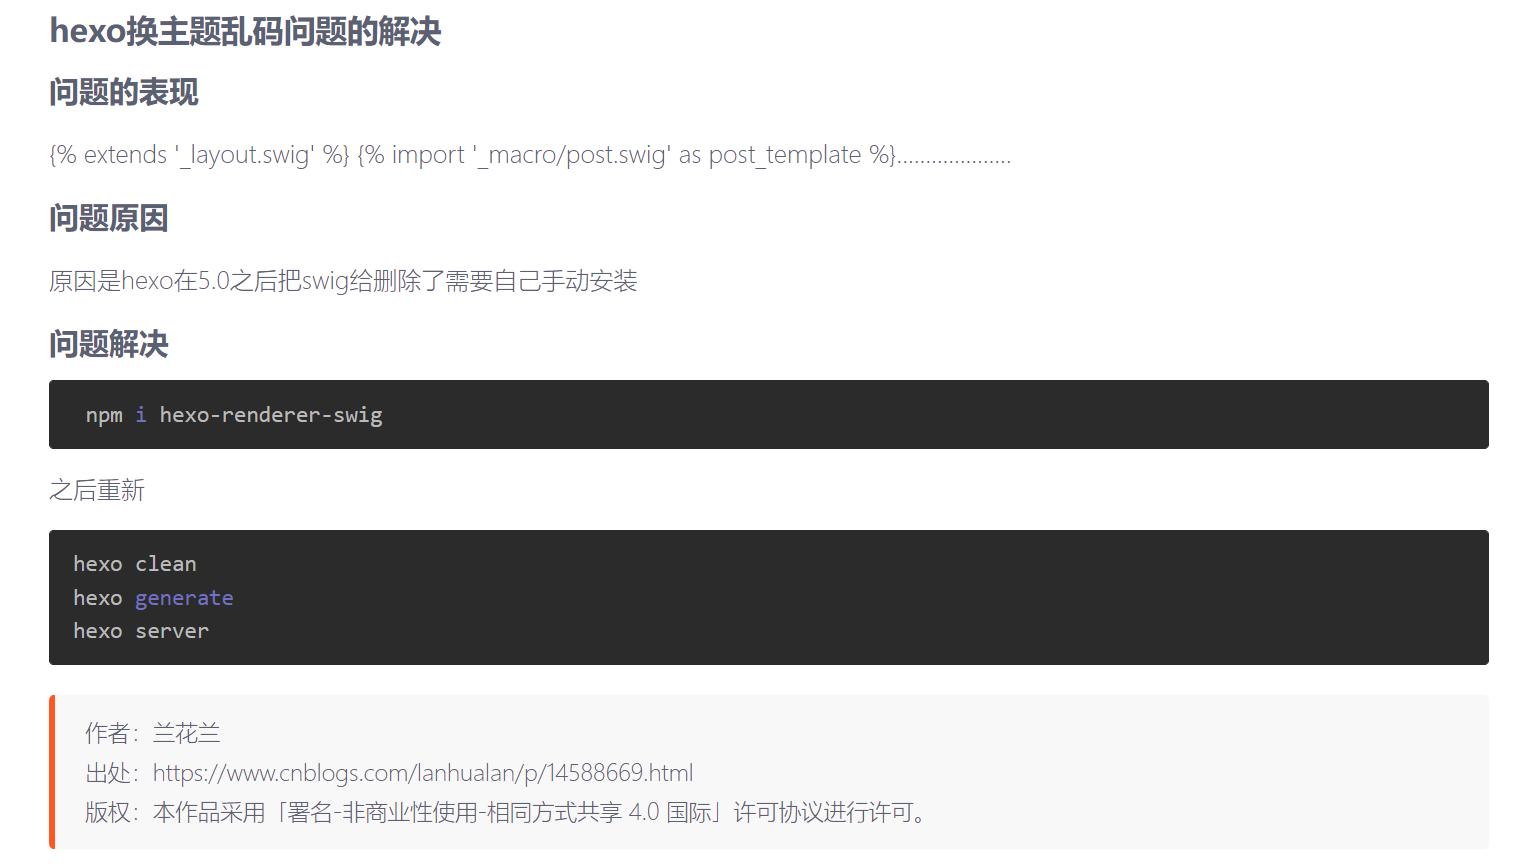 hexo换主题乱码问题的解决
问题的表现
{% extends '_layout.swig' %} {% import '_macro/post.swig' as post_template %}....................
问题原因
原因是hexo在5.0之后把swig给删除了需要自己手动安装
问题解决
npm i hexo-renderer-swig
之后重新
hexo clean
hexo generate
hexo server
作者：兰花兰
出处：https://www.cnblogs.com/lanhualan/p/14588669.html
版权：本作品采用「署名-非商业性使用-相同方式共享 4.0 国际」许可协议进行许可。